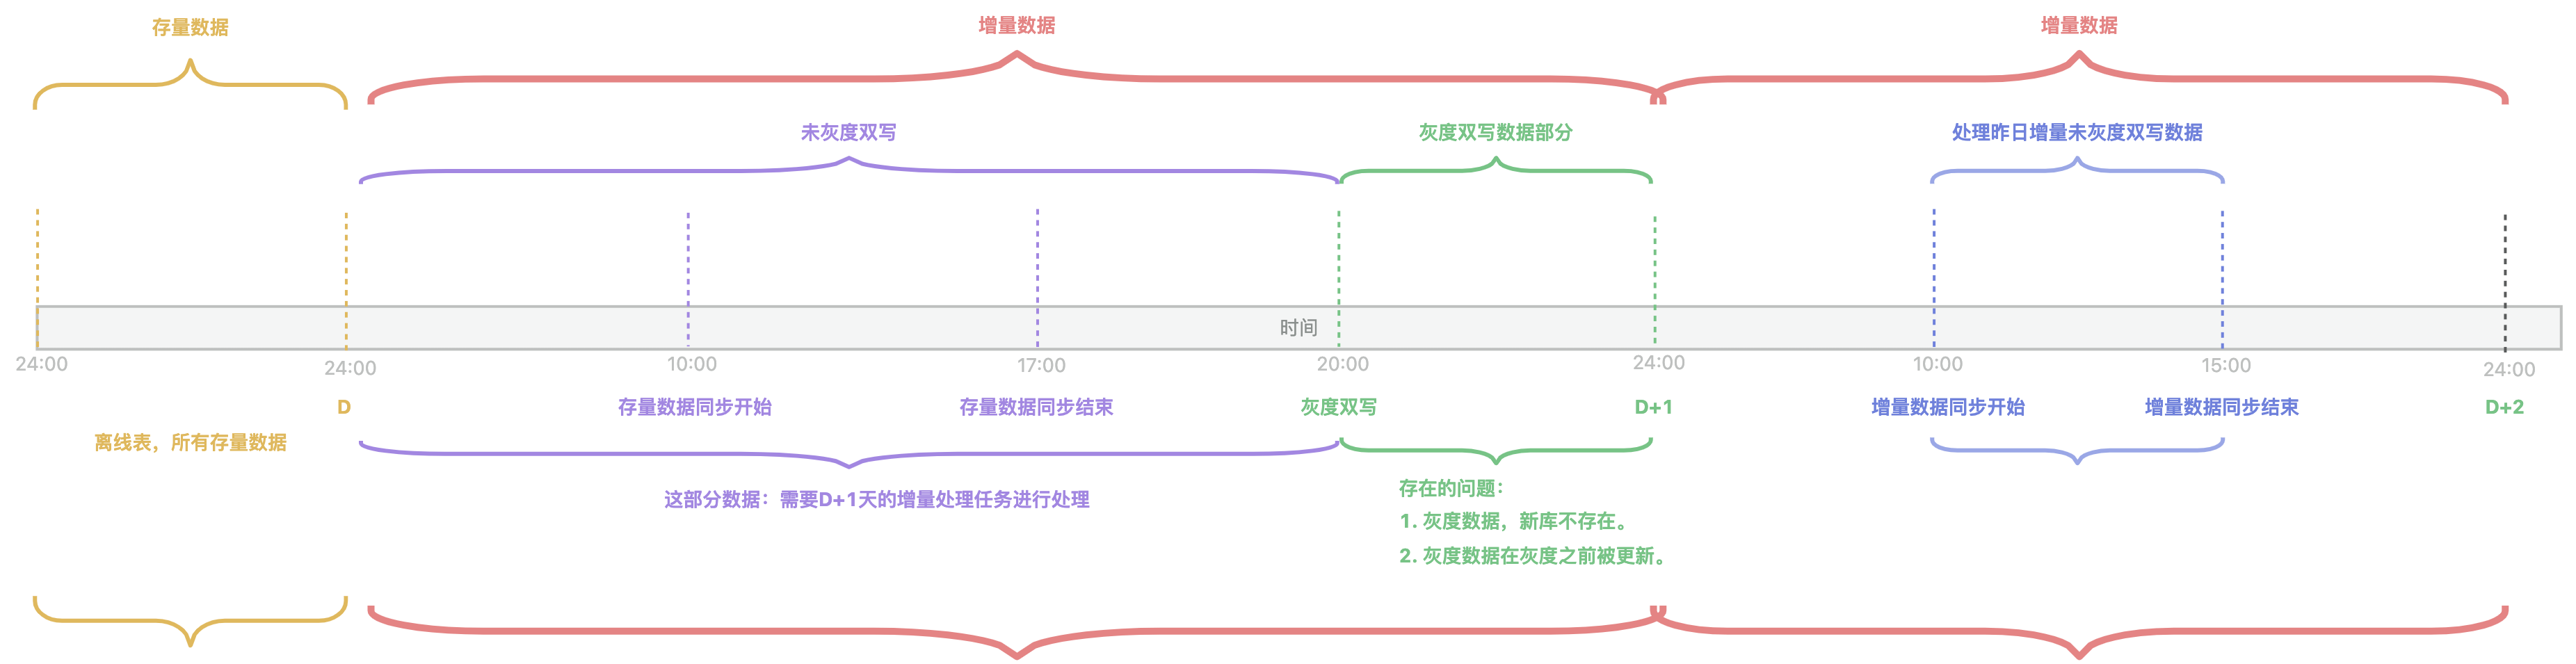 存量数据
增量数据
增量数据
未灰度双写
灰度双写数据部分
处理昨日增量未灰度双写数据
时间
24:00
24:00
10:00
17:00
20:00
24:00
10:00
15:00
24:00
D
存量数据同步开始
存量数据同步结束
灰度双写
D+1
增量数据同步开始
增量数据同步结束
D+2
离线表，所有存量数据
这部分数据：需要D+1天的增量处理任务进行处理
存在的问题：
1. 灰度数据，新库不存在。
2. 灰度数据在灰度之前被更新。